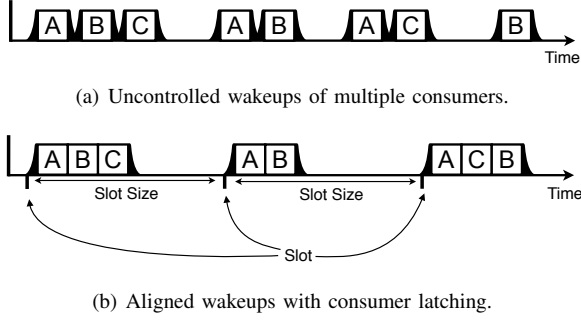 A B C A B A C B
Time
(a) Uncontrolled wakeups of multiple consumers.
A B C A B A C B
Slot Size Slot Size Time
Slot
(b) Aligned wakeups with consumer latching.